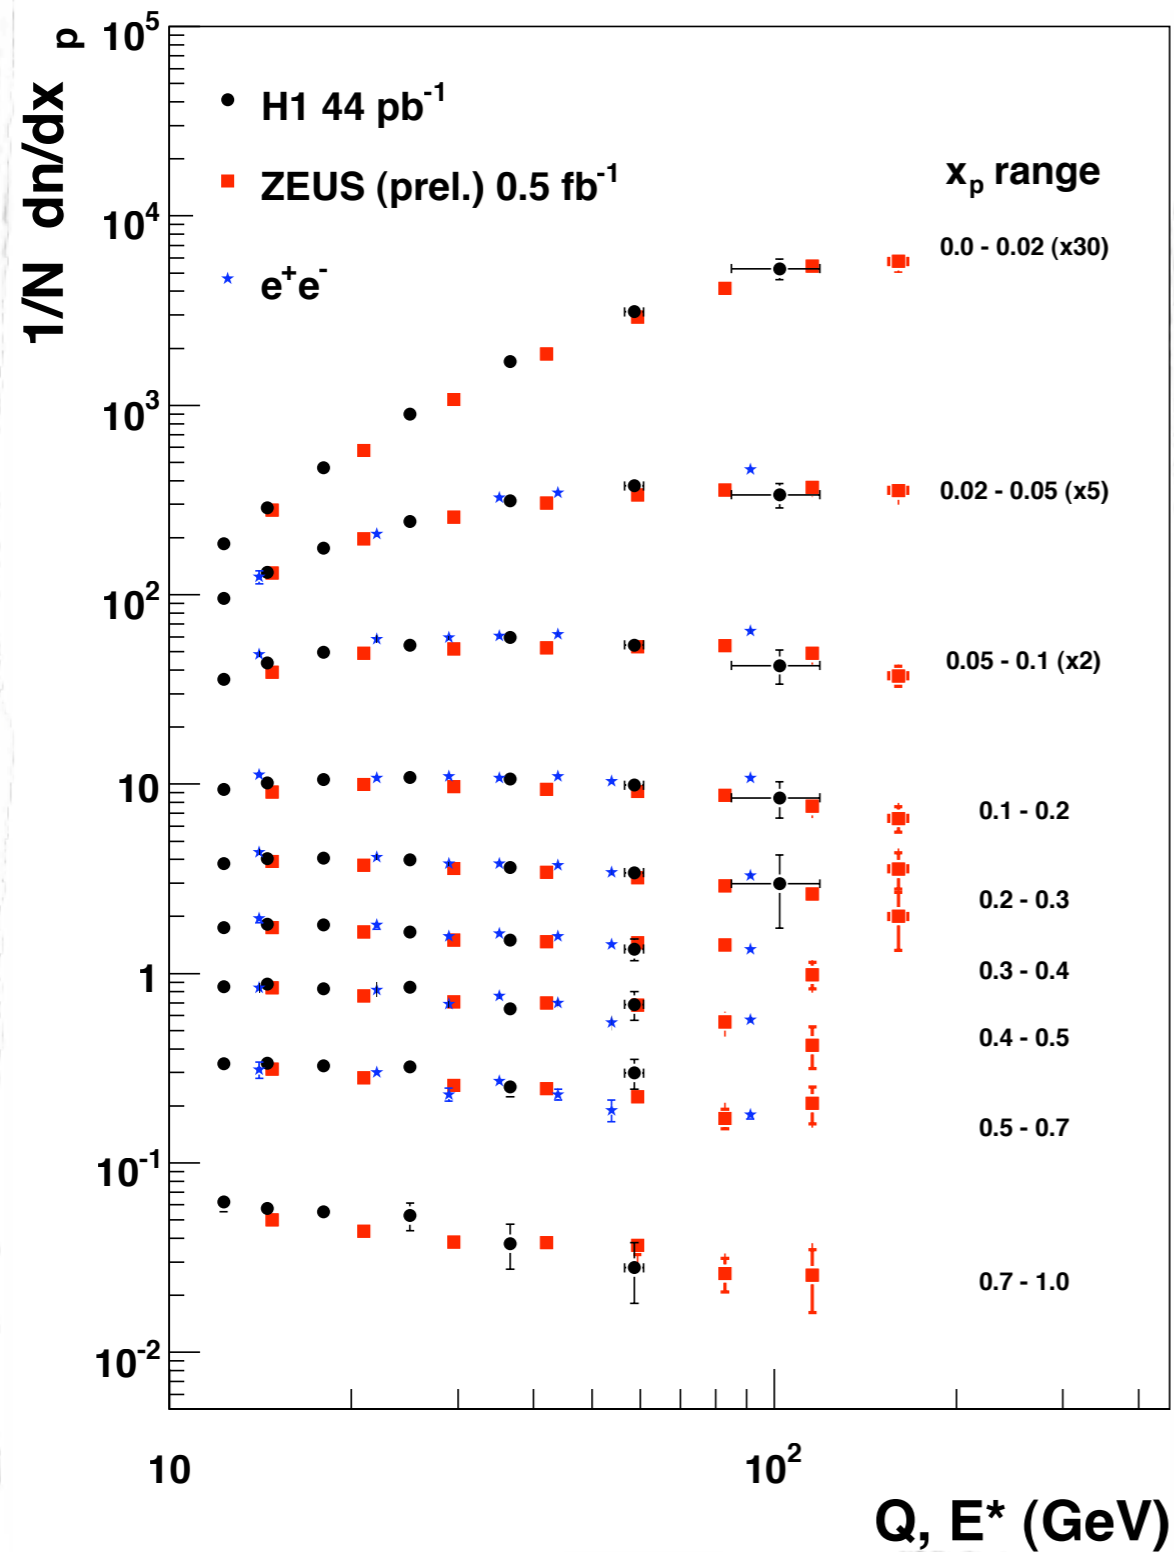 1/N dn/dx p
10^5
10^4
10^3
10^2
10
1
10^-1
10^-2
H1 44 pb^-1
ZEUS (prel.) 0.5 fb^-1
e^+e^-
x_p range
0.0 - 0.02 (x30)
0.02 - 0.05 (x5)
0.05 - 0.1 (x2)
0.1 - 0.2
0.2 - 0.3
0.3 - 0.4
0.4 - 0.5
0.5 - 0.7
0.7 - 1.0
10
10^2
Q, E* (GeV)